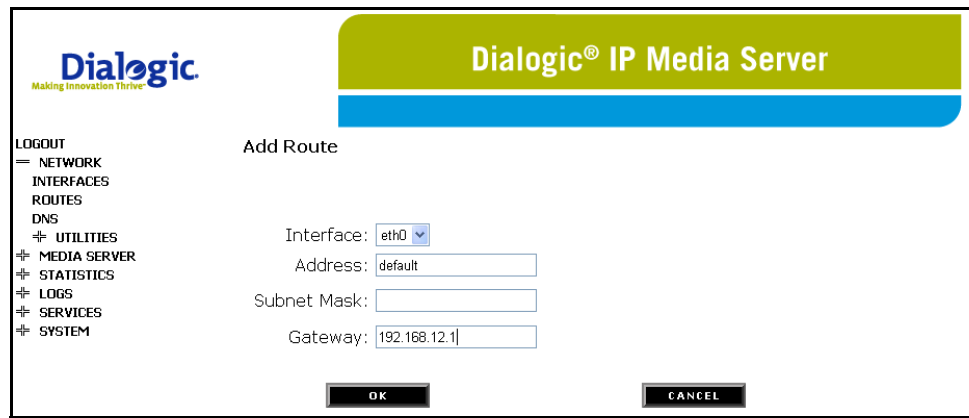 Dialogic.
Making Innovation Thrive™
Dialogic® IP Media Server
LOGOUT
NETWORK
INTERFACES
ROUTES
DNS
UTILITIES
MEDIA SERVER
STATISTICS
LOGS
SERVICES
SYSTEM
Add Route
Interface: eth0
Address: default
Subnet Mask:
Gateway: 192.168.12.1
OK
CANCEL